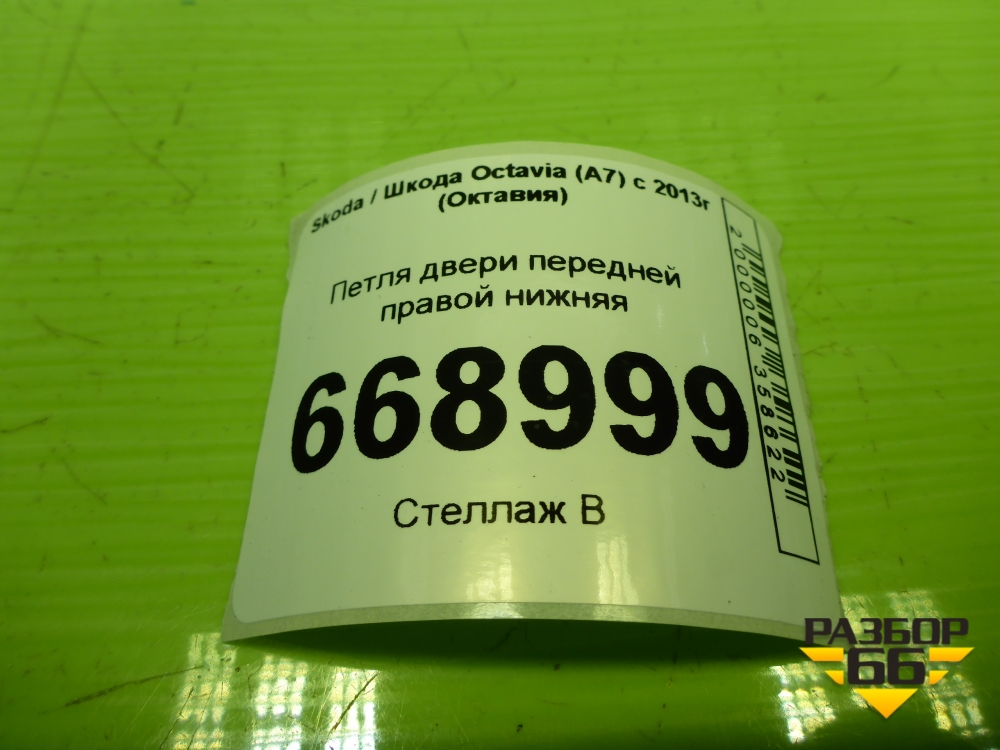 Skoda / Шкода Octavia (A7) с 2013г
(Октавия)
Петля двери передней
правой нижняя
668999
Стеллаж В
2000006358622
РАЗБОР
66